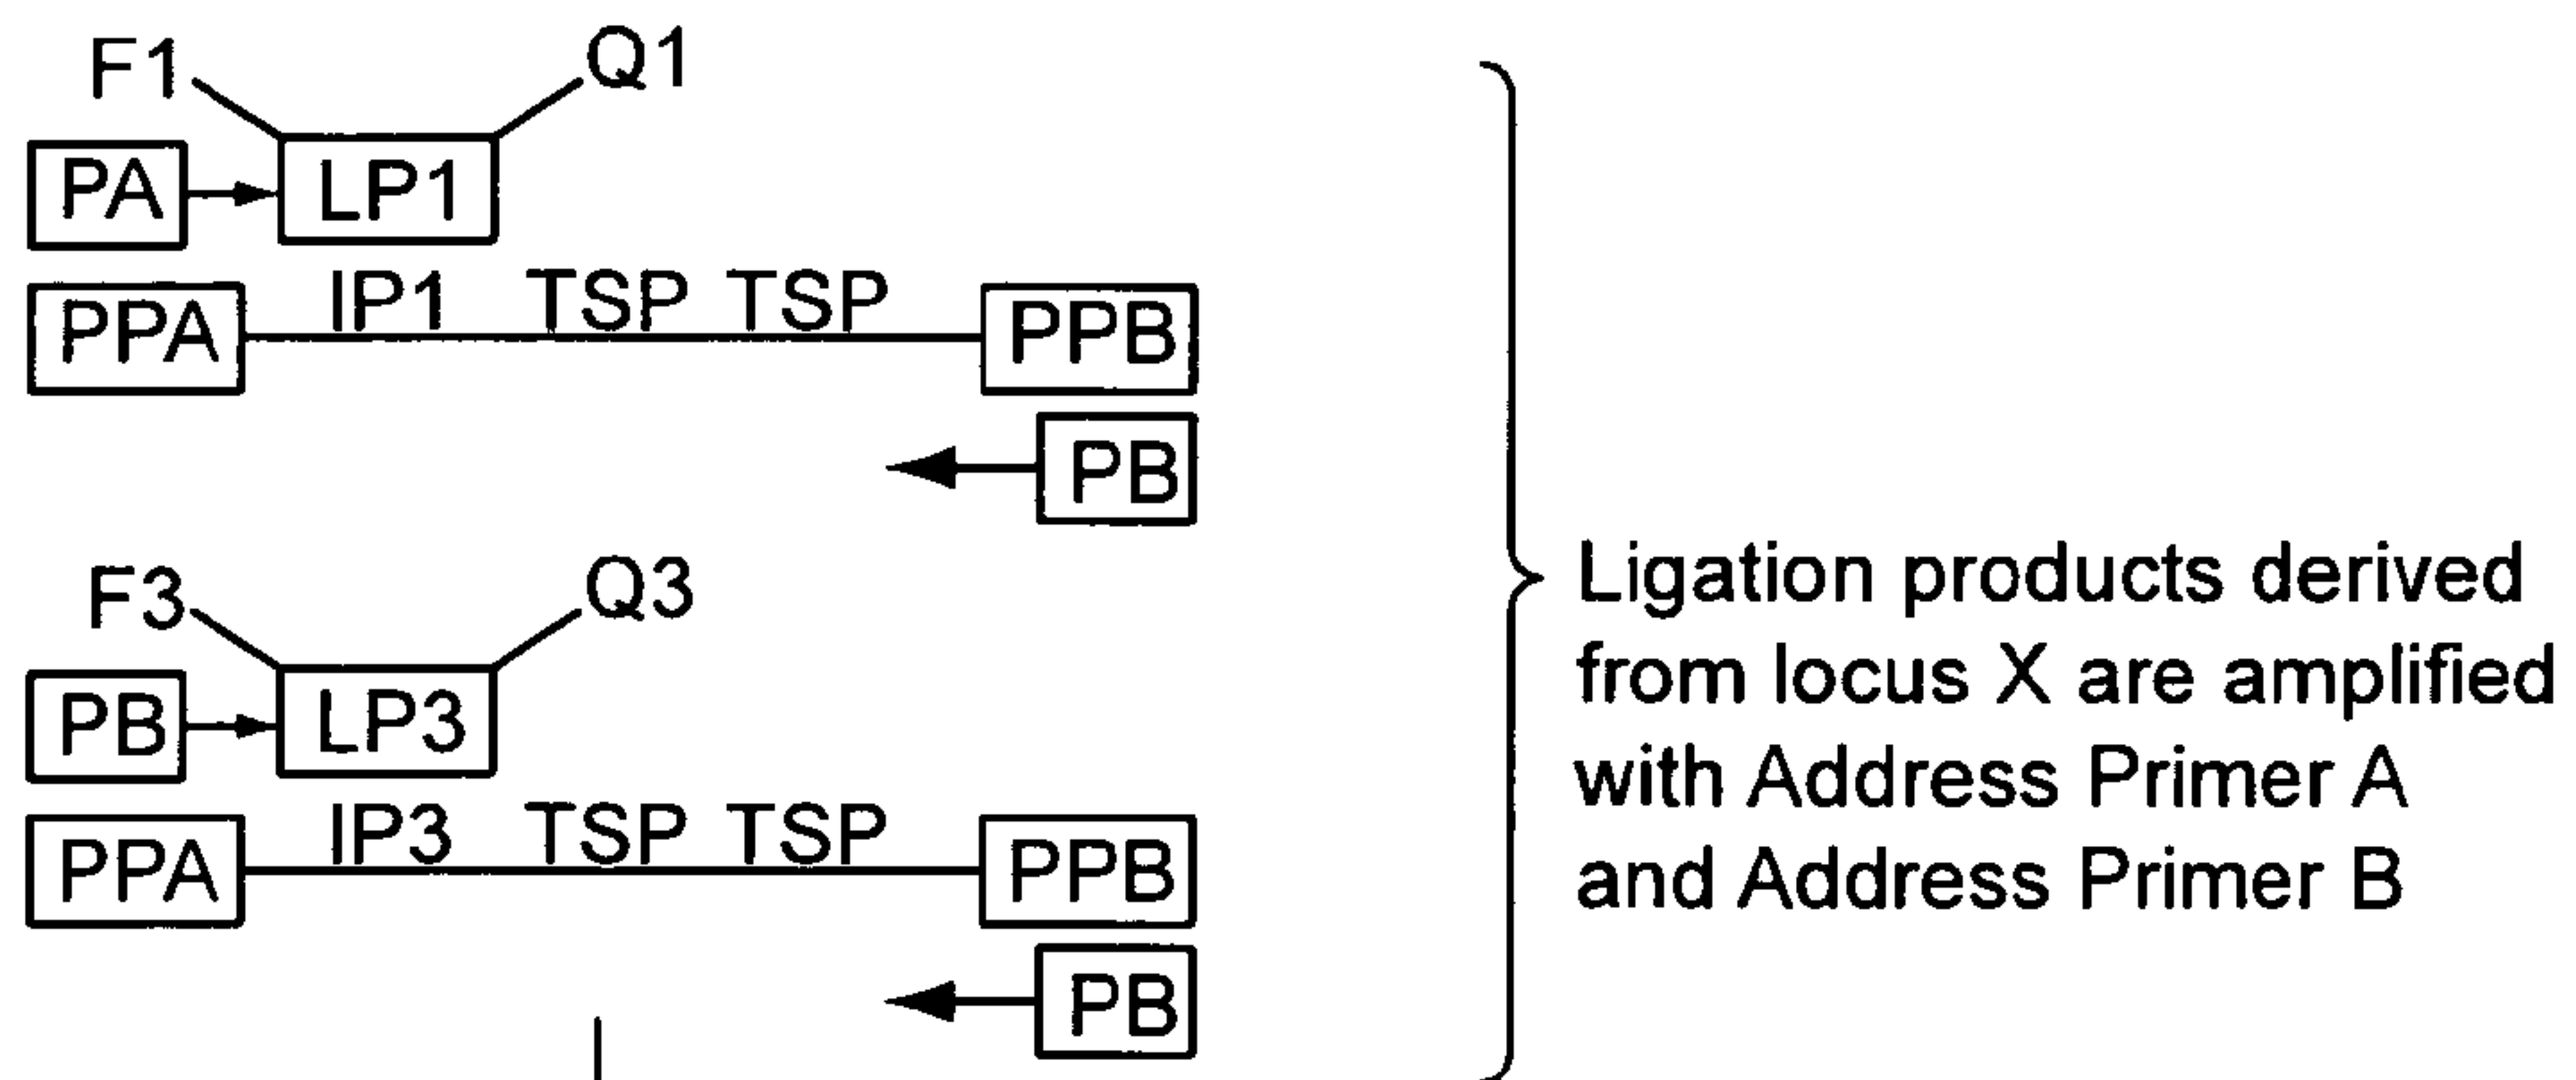 F1 Q1
PA LP1
IP1 TSP TSP
PPA PPB
PB
F3 Q3
PB LP3
IP3 TSP TSP
PPA PPB
PB
Ligation products derived
from locus X are amplified
with Address Primer A
and Address Primer B